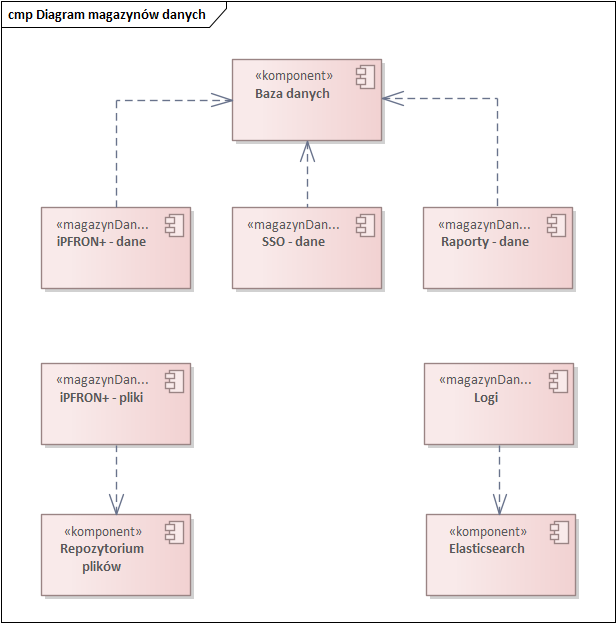 cmp Diagram magazynów danych
«komponent»
Baza danych
«magazynDan...
iPFRON+ - dane
«magazynDan...
SSO - dane
«magazynDan...
Raporty - dane
«magazynDan...
iPFRON+ - pliki
«magazynDan...
Logi
«komponent»
Repozytorium
plików
«komponent»
Elasticsearch